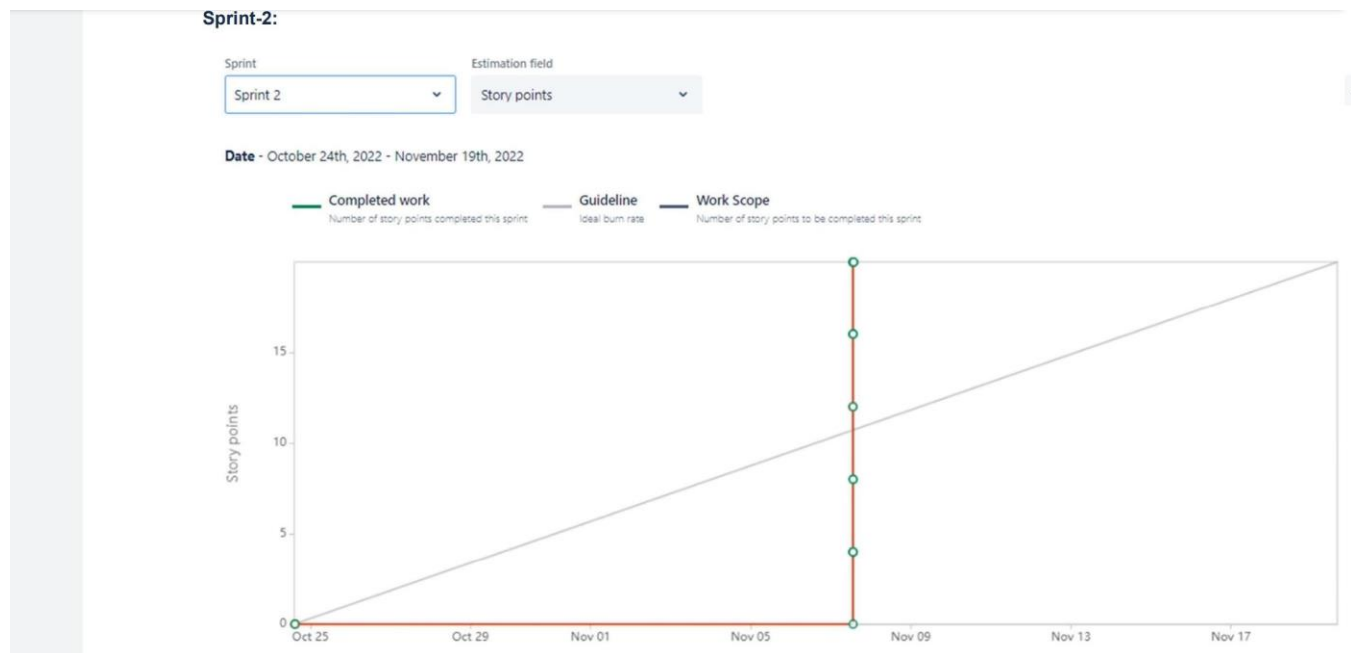 Sprint-2:
Sprint Estimation field
Sprint 2 Story points
Date - October 24th, 2022 - November 19th, 2022
Completed work Guideline Work Scope
Number of story points completed this sprint Ideal burn rate Number of story points to be completed this sprint
15
10
5
0
Story points
Oct 25 Oct 29 Nov 01 Nov 05 Nov 09 Nov 13 Nov 17